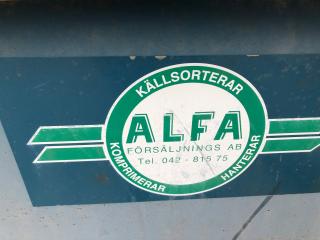 KÄLLSORTERAR
ALFA
FÖRSÄLJNINGS AB
Tel. 042 - 815 75
KOMPRIMERAR
HANTERAR